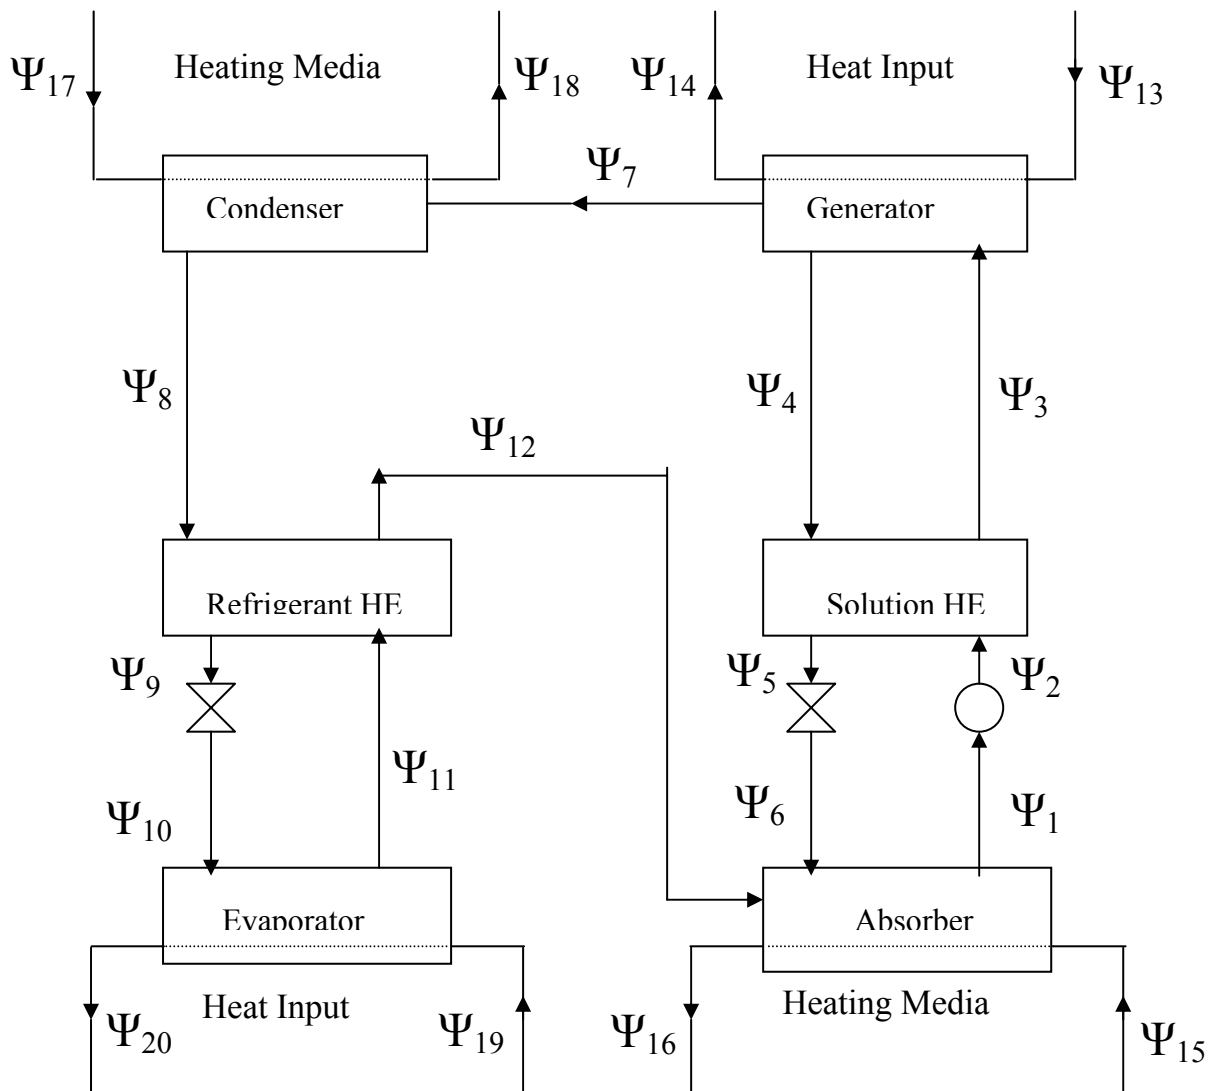 Ψ17
Heating Media
Ψ18
Ψ14
Heat Input
Ψ13
Ψ7
Condenser
Generator
Ψ8
Ψ4
Ψ3
Ψ12
Refrigerant HE
Solution HE
Ψ9
Ψ5
Ψ2
Ψ11
Ψ10
Ψ6
Ψ1
Evaporator
Absorber
Heat Input
Heating Media
Ψ20
Ψ19
Ψ16
Ψ15